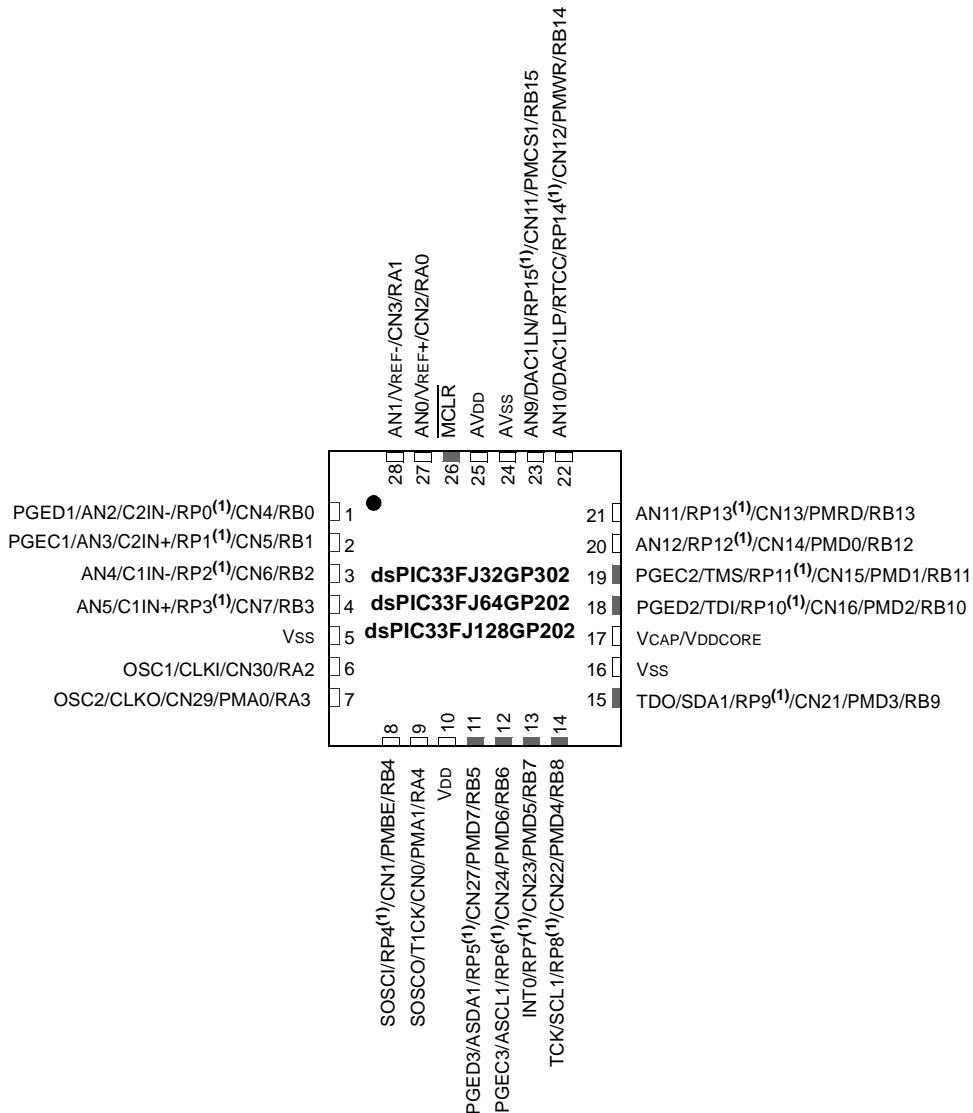 AN1/VREF-/CN3/RA1
AN0/VREF+/CN2/RA0
MCLR
AVDD
AVSS
AN9/DAC1LN/RP15(1)/CN11/PMCS1/RB15
AN10/DAC1LP/RTCC/RP14(1)/CN12/PMWR/RB14
28
27
26
25
24
23
22
PGED1/AN2/C2IN-/RP0(1)/CN4/RB0
1
PGEC1/AN3/C2IN+/RP1(1)/CN5/RB1
2
AN4/C1IN-/RP2(1)/CN6/RB2
3
AN5/C1IN+/RP3(1)/CN7/RB3
4
VSS
5
OSC1/CLKI/CN30/RA2
6
OSC2/CLKO/CN29/PMA0/RA3
7
dsPIC33FJ32GP302
dsPIC33FJ64GP202
dsPIC33FJ128GP202
21
AN11/RP13(1)/CN13/PMRD/RB13
20
AN12/RP12(1)/CN14/PMD0/RB12
19
PGEC2/TMS/RP11(1)/CN15/PMD1/RB11
18
PGED2/TDI/RP10(1)/CN16/PMD2/RB10
17
VCAP/VDDCORE
16
VSS
15
TDO/SDA1/RP9(1)/CN21/PMD3/RB9
8
9
10
11
12
13
14
SOSCI/RP4(1)/CN1/PMBE/RB4
SOSCO/T1CK/CN0/PMA1/RA4
VDD
PGED3/ASDA1/RP5(1)/CN27/PMD7/RB5
PGEC3/ASCL1/RP6(1)/CN24/PMD6/RB6
INT0/RP7(1)/CN23/PMD5/RB7
TCK/SCL1/RP8(1)/CN22/PMD4/RB8